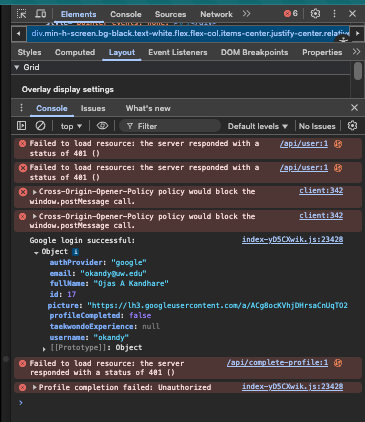 Elements Console Sources Network » 6
div.min-h-screen.bg-black.text-white.flex.flex-col.items-center.justify-center.relative
Styles Computed Layout Event Listeners DOM Breakpoints Properties »
Grid
Overlay display settings
Console Issues What's new
top Filter Default levels No Issues
Failed to load resource: the server responded with a /api/user:1
status of 401 ()
Failed to load resource: the server responded with a /api/user:1
status of 401 ()
Cross-Origin-Opener-Policy policy would block the client:342
window.postMessage call.
Cross-Origin-Opener-Policy policy would block the client:342
window.postMessage call.
Google login successful: index-yD5CXwik.js:23428
Object i
authProvider: "google"
email: "okandy@uw.edu"
fullName: "Ojas A Kandhare"
id: 17
picture: "https://lh3.googleusercontent.com/a/ACg8ocKVhjDHrsaCnUqTO2
profileCompleted: false
taekwondoExperience: null
username: "okandy"
[[Prototype]]: Object
Failed to load resource: the server /api/complete-profile:1
responded with a status of 401 ()
Profile completion failed: Unauthorized index-yD5CXwik.js:23428